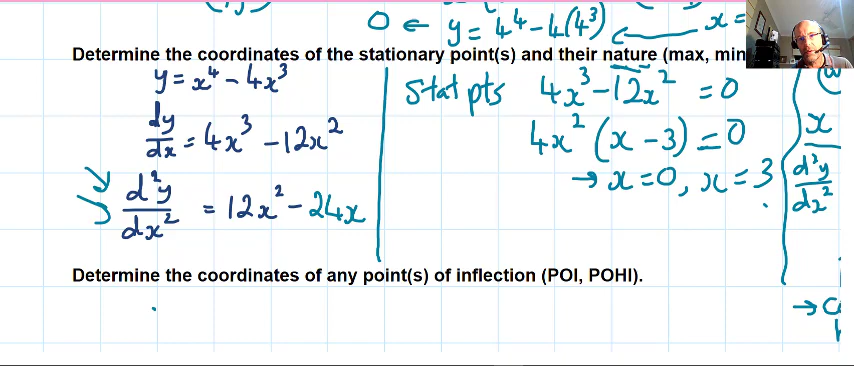 0 ← y = 4⁴ - 4(4³) ← x =
Determine the coordinates of the stationary point(s) and their nature (max, min
y = x⁴ - 4x³
dy/dx = 4x³ - 12x²
d²y/dx² = 12x² - 24x
Stat pts 4x³ - 12x² = 0
4x² (x - 3) = 0
→ x = 0, x = 3
x
d²y/dx²
Determine the coordinates of any point(s) of inflection (POI, POHI).